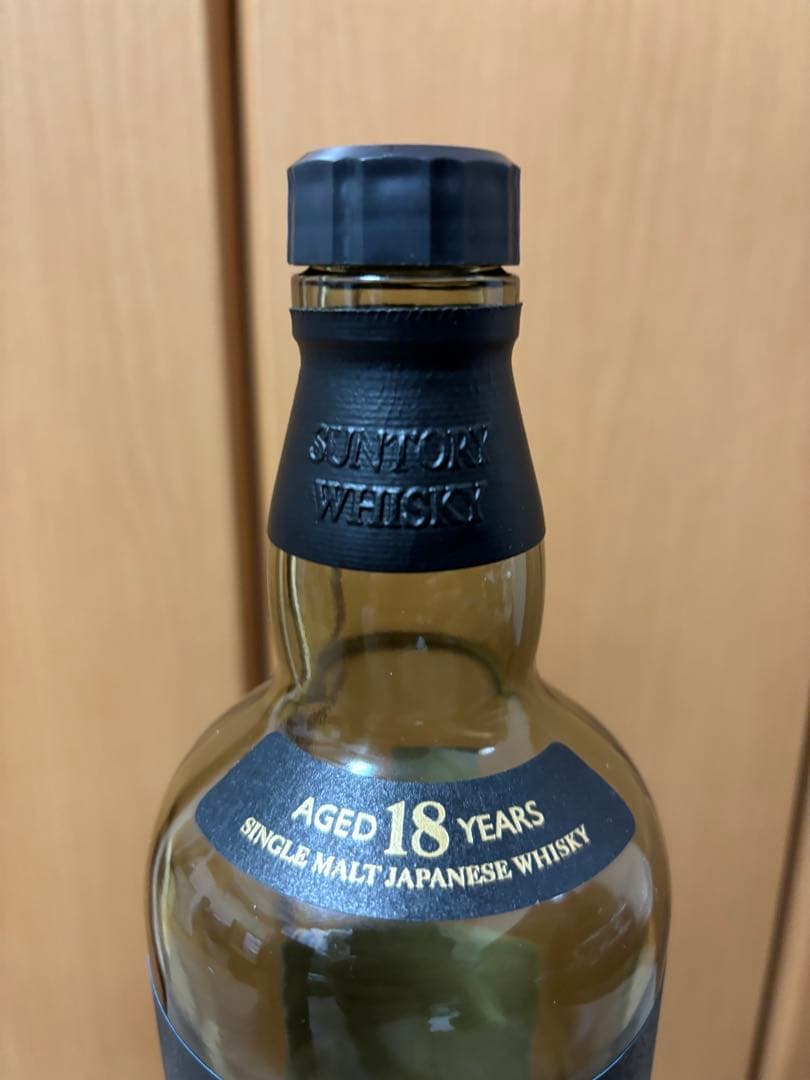 SUNTORY
WHISKY
AGED 18 YEARS
SINGLE MALT JAPANESE WHISKY